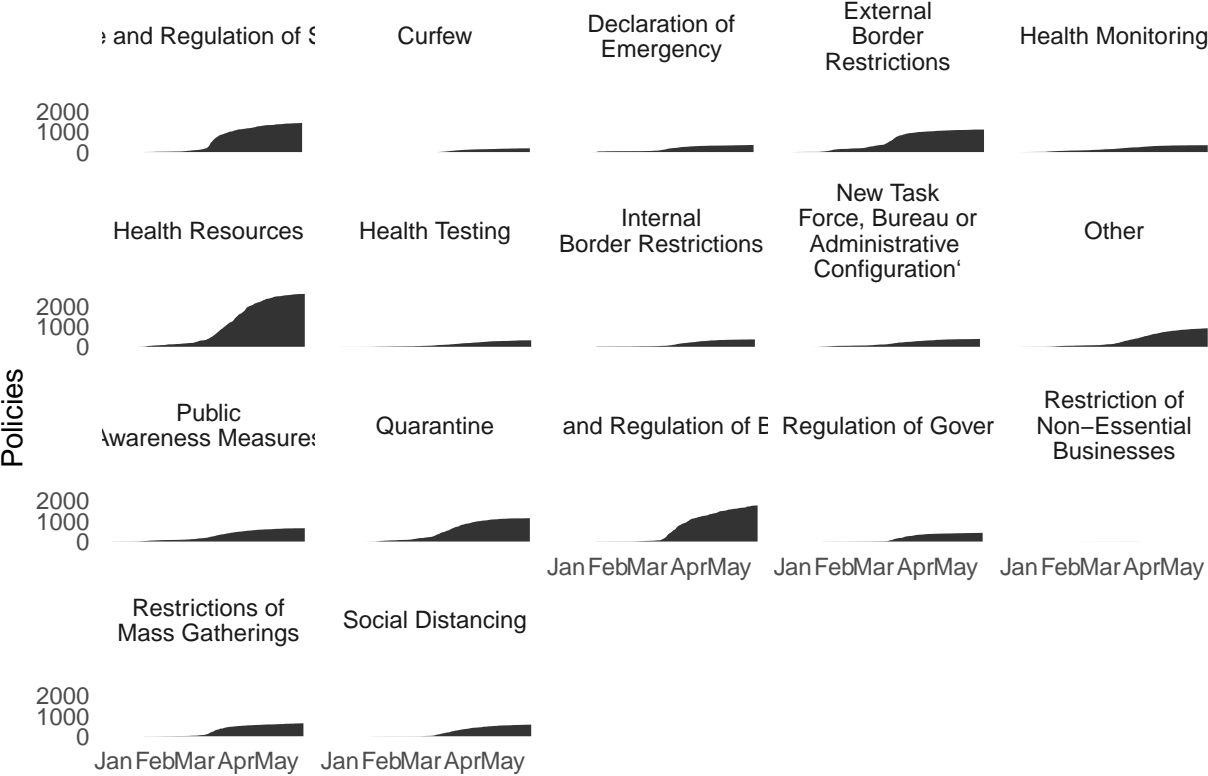 and Regulation of
Curfew
Declaration of
Emergency
External
Border
Restrictions
Health Monitoring
2000
1000
0
Health Resources
Health Testing
Internal
Border Restrictions
New Task
Force, Bureau or
Administrative
Configuration‘
Other
2000
1000
0
Policies
Public
Awareness Measures
Quarantine
and Regulation of
Regulation of Gover
Restriction of
Non−Essential
Businesses
2000
1000
0
Jan Feb Mar Apr May
Jan Feb Mar Apr May
Jan Feb Mar Apr May
Restrictions of
Mass Gatherings
Social Distancing
2000
1000
0
Jan Feb Mar Apr May
Jan Feb Mar Apr May